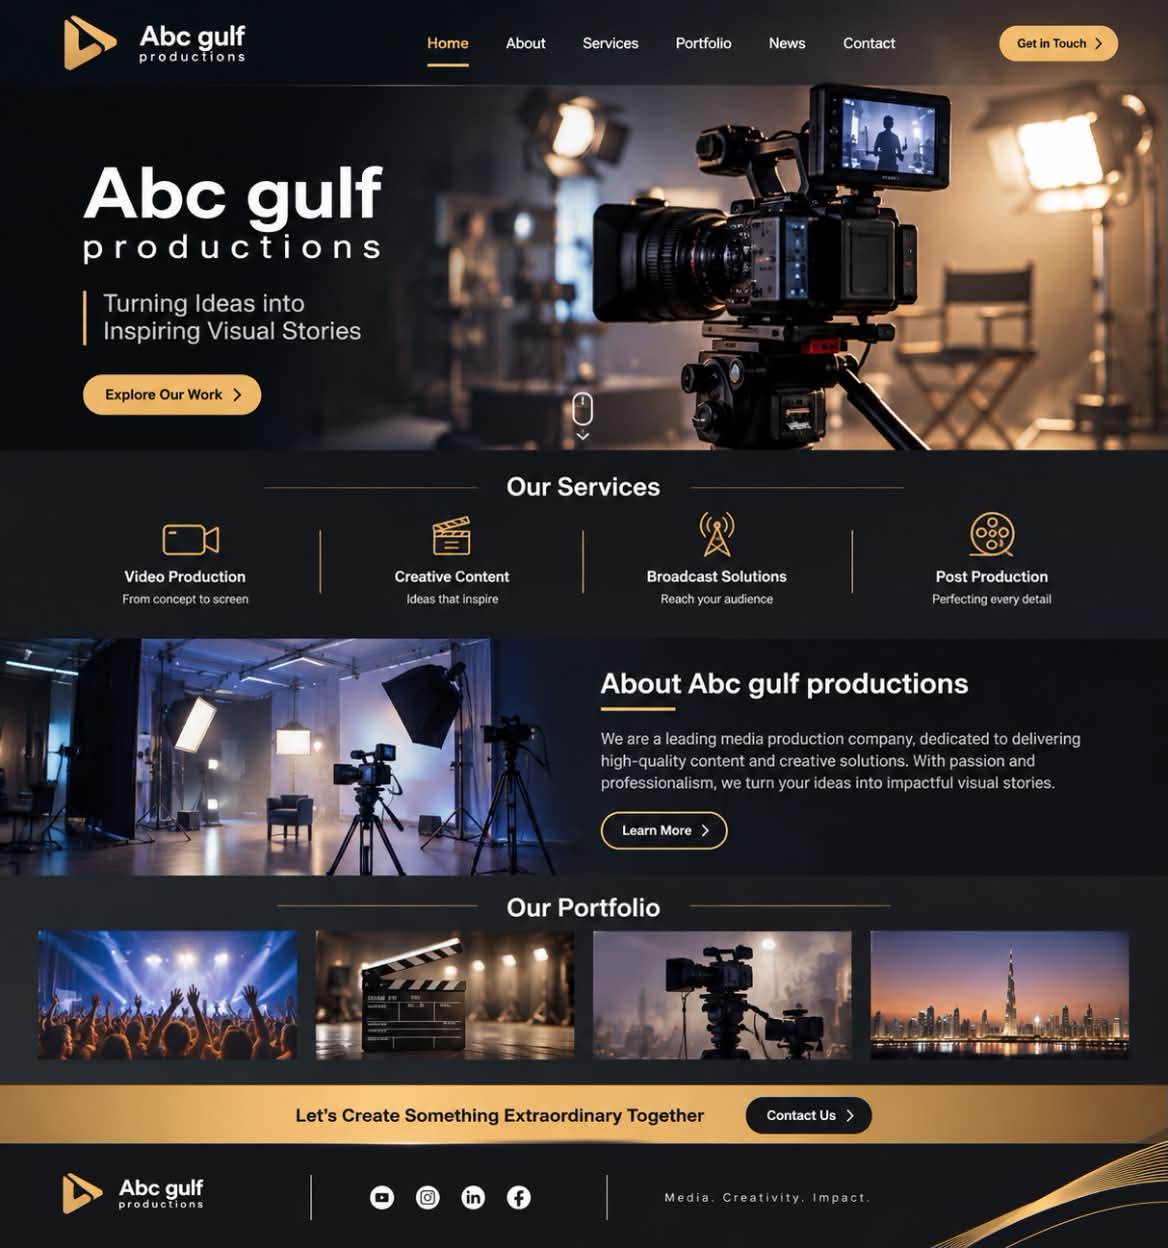 Abc gulf
productions
Home
About
Services
Portfolio
News
Contact
Get in Touch
Abc gulf
productions
Turning Ideas into
Inspiring Visual Stories
Explore Our Work
Our Services
Video Production
From concept to screen
Creative Content
Ideas that inspire
Broadcast Solutions
Reach your audience
Post Production
Perfecting every detail
About Abc gulf productions
We are a leading media production company, dedicated to delivering
high-quality content and creative solutions. With passion and
professionalism, we turn your ideas into impactful visual stories.
Learn More
Our Portfolio
Let's Create Something Extraordinary Together
Contact Us
Abc gulf
productions
Media. Creativity. Impact.